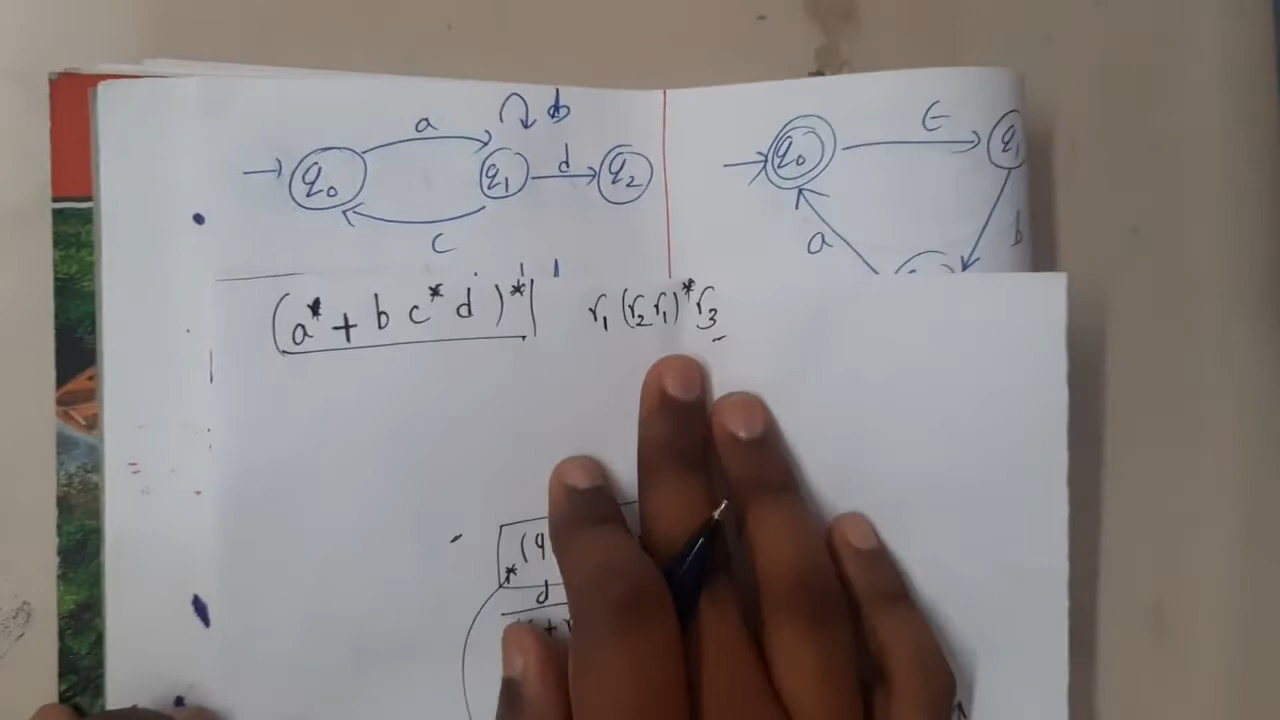 a
b
→ q₀ q₁ d q₂
c
→ q₀ ϵ q₁
a b
(a* + b c* d)* r₁ (r₂ r₁)* r₃
(q
*
d